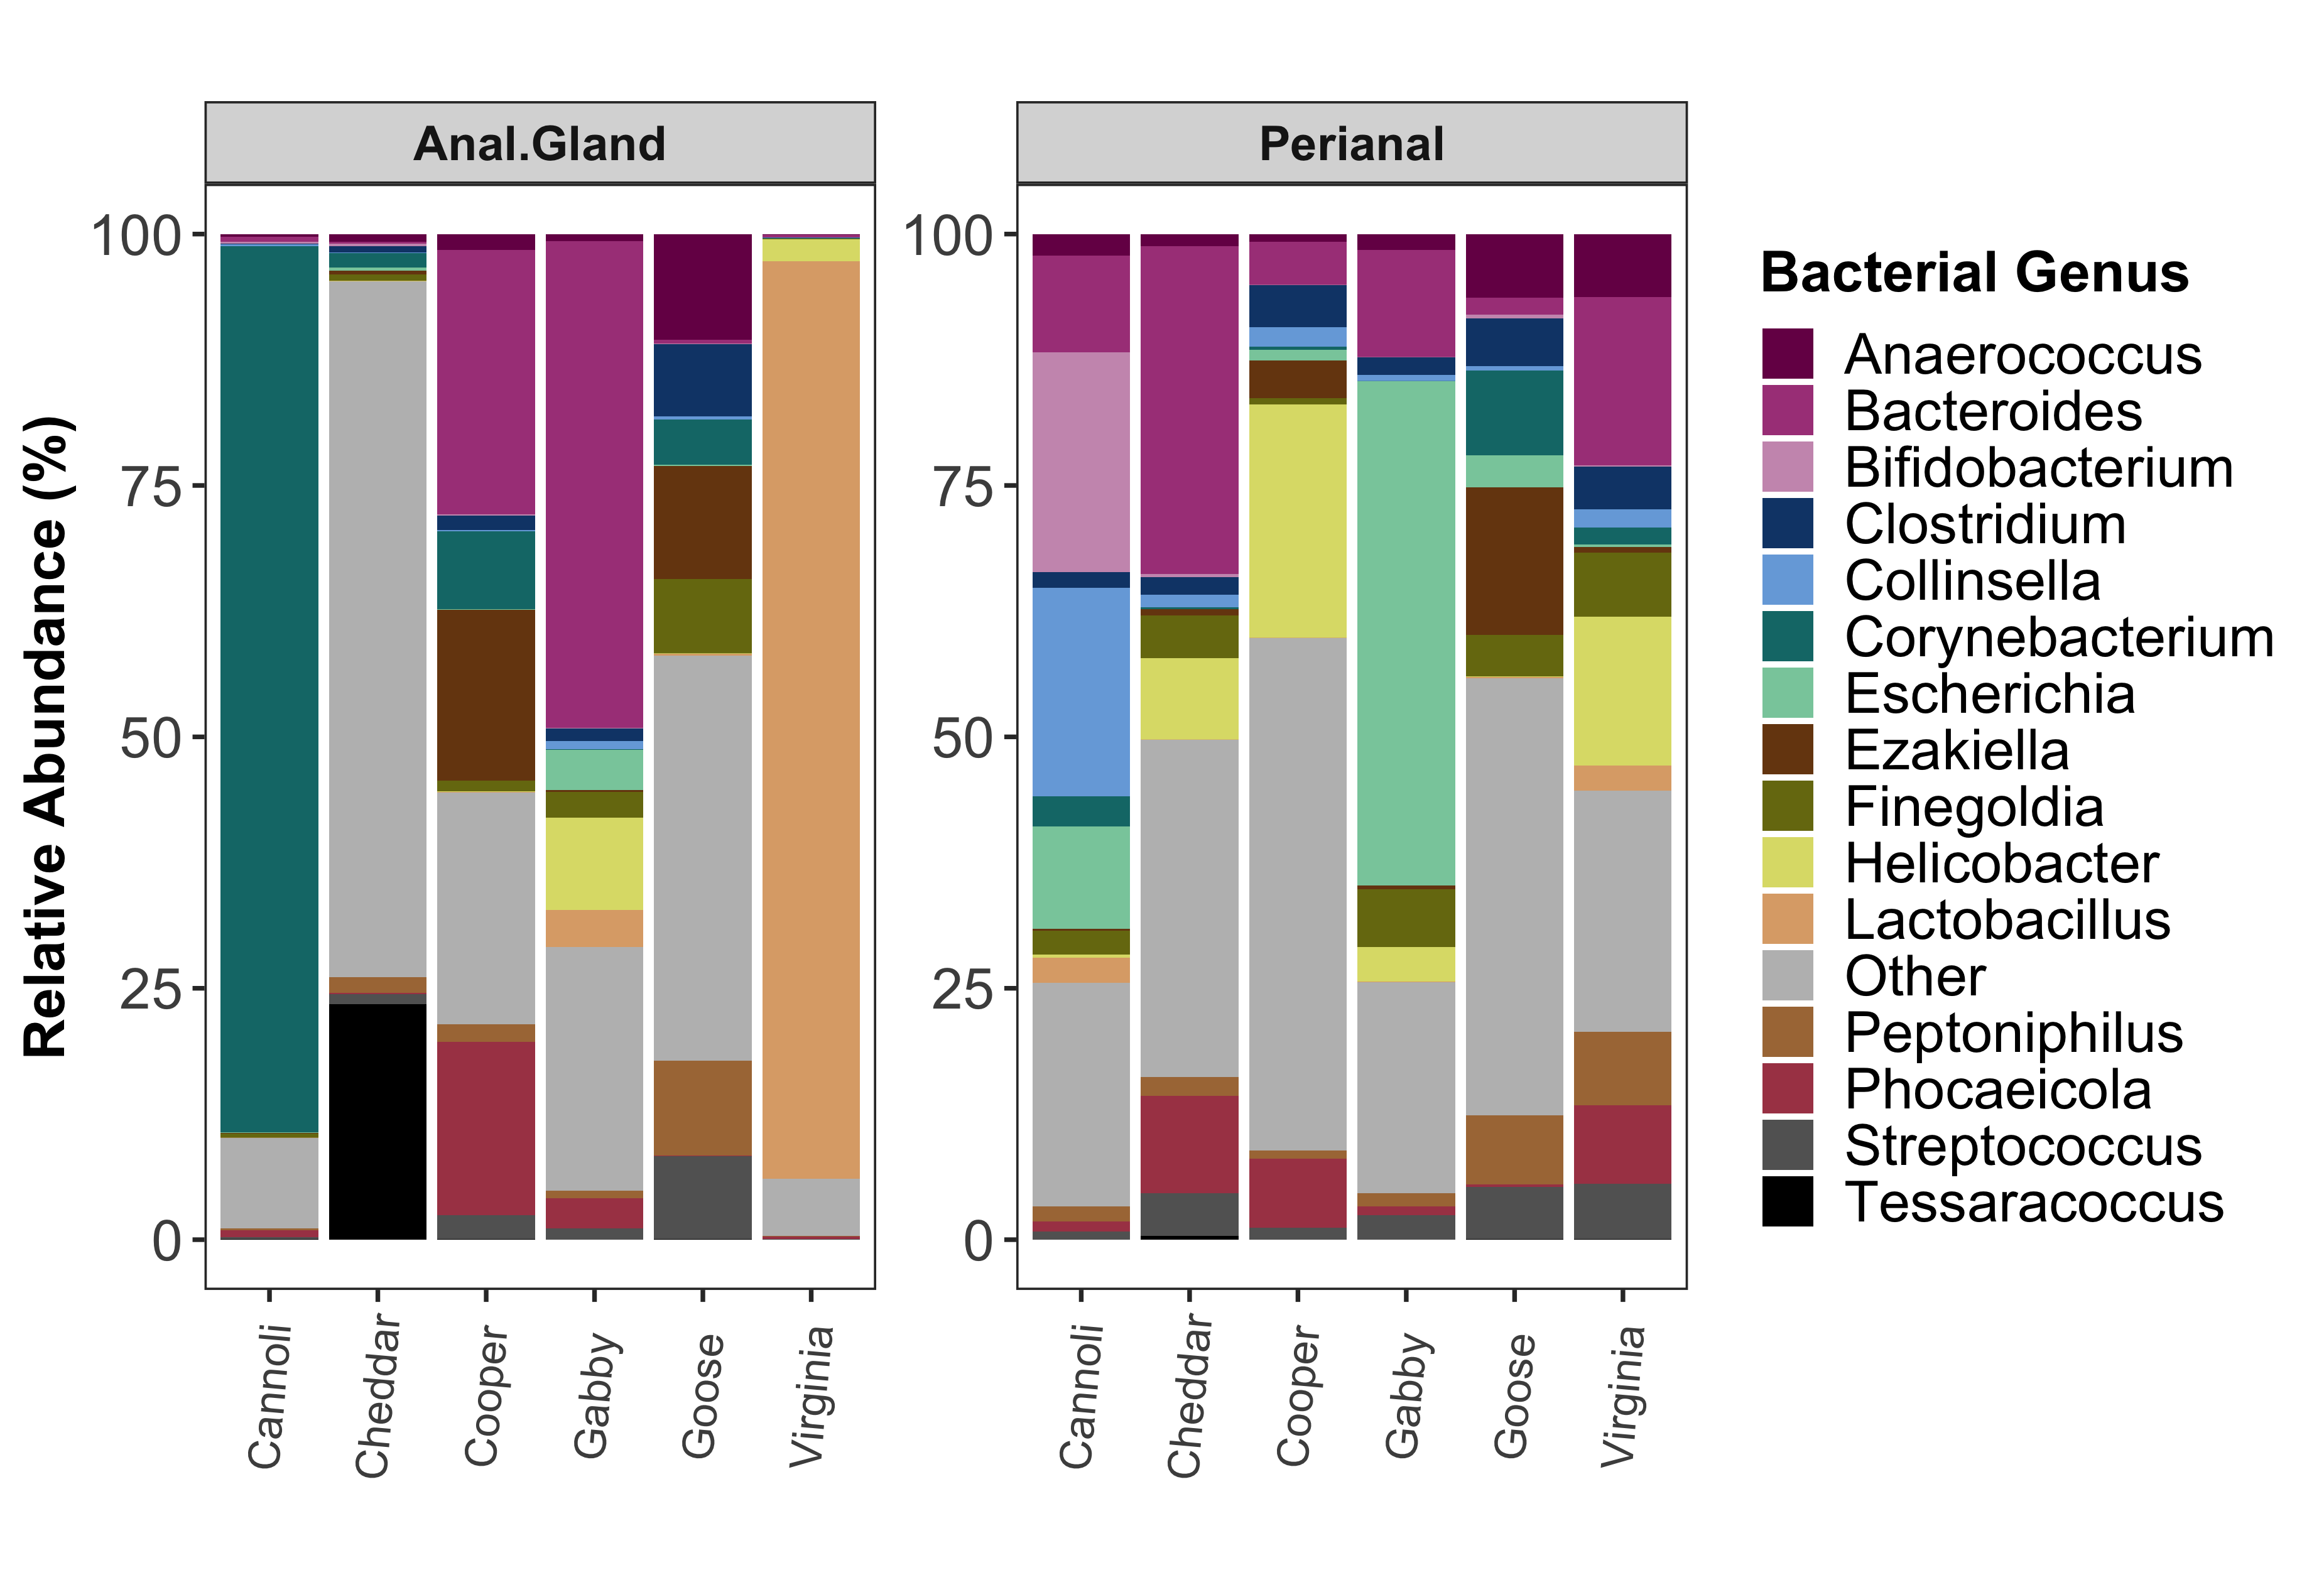 Anal.Gland
Perianal
Relative Abundance (%)
100
75
50
25
0
100
75
50
25
0
Cannoli
Cheddar
Cooper
Gabby
Goose
Virginia
Cannoli
Cheddar
Cooper
Gabby
Goose
Virginia
Bacterial Genus
Anaerococcus
Bacteroides
Bifidobacterium
Clostridium
Collinsella
Corynebacterium
Escherichia
Ezakiella
Finegoldia
Helicobacter
Lactobacillus
Other
Peptoniphilus
Phocaeicola
Streptococcus
Tessaracoccus